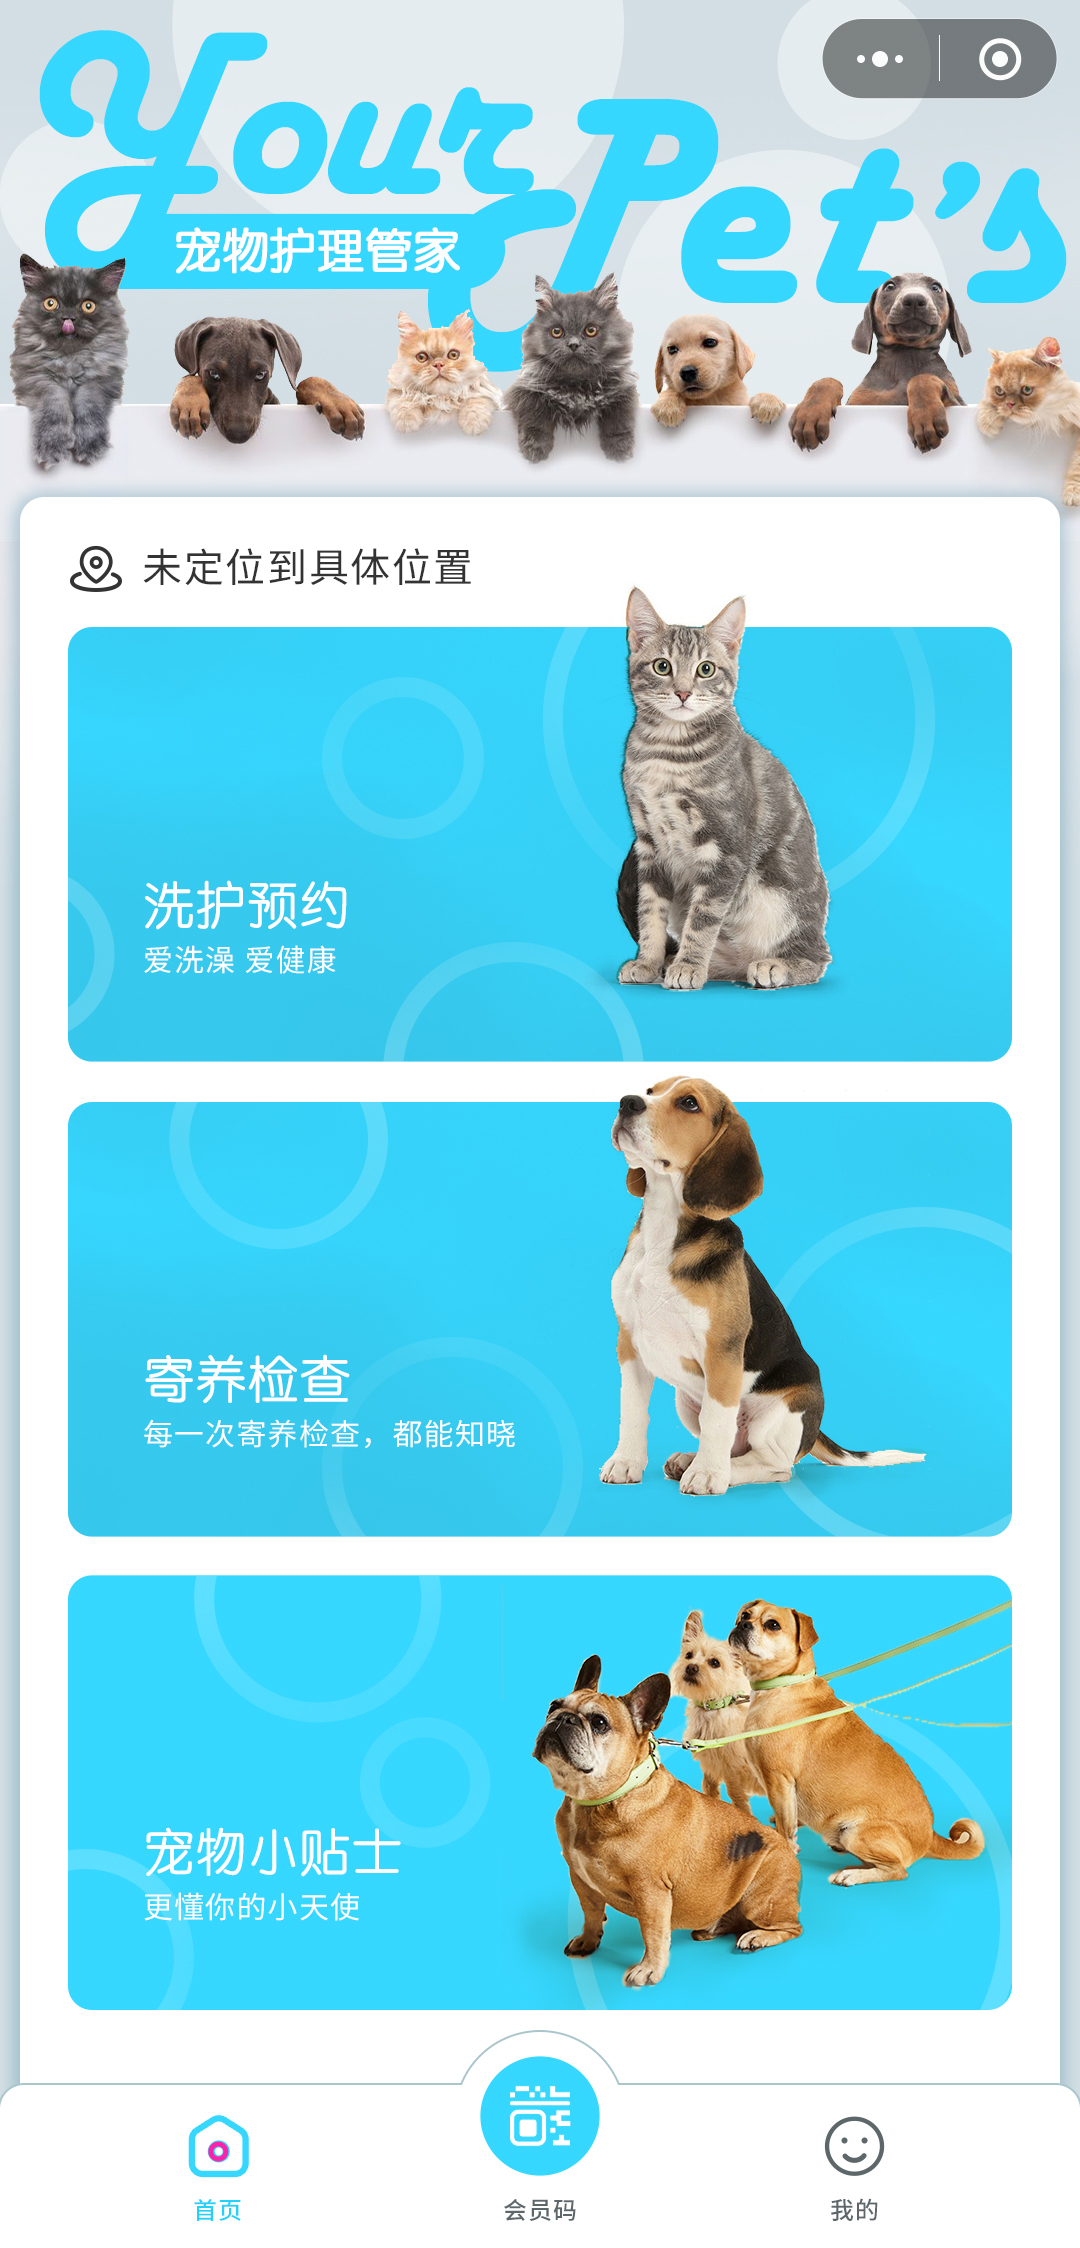 Your Pet's
宠物护理管家
未定位到具体位置
洗护预约
爱洗澡 爱健康
寄养检查
每一次寄养检查，都能知晓
宠物小贴士
更懂你的小天使
首页
会员码
我的